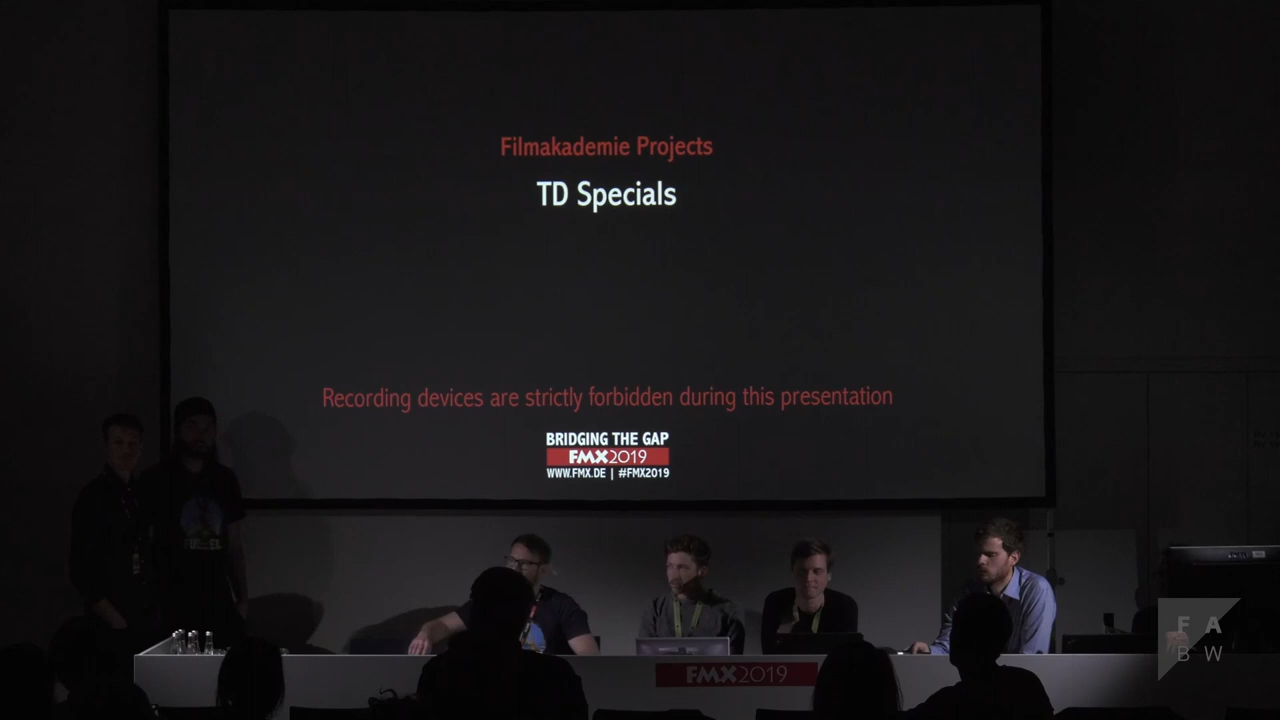 Filmakademie Projects
TD Specials
Recording devices are strictly forbidden during this presentation
BRIDGING THE GAP
FMX2019
WWW.FMX.DE | #FMX2019
FMX2019
F A
B W